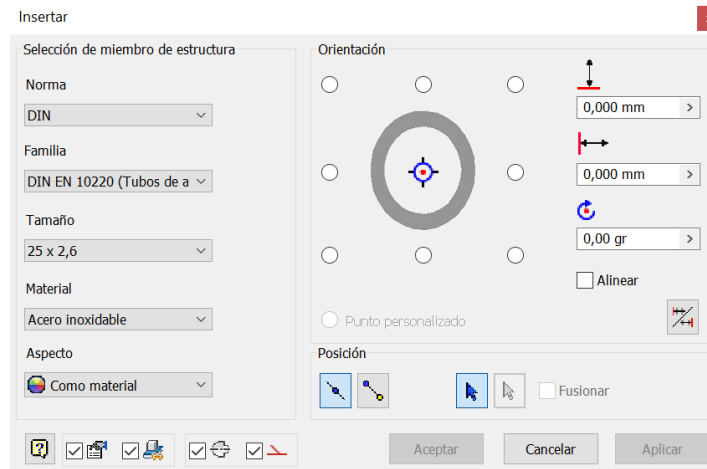 Insertar
Selección de miembro de estructura
Norma
DIN
Familia
DIN EN 10220 (Tubos de a
Tamaño
25 x 2,6
Material
Acero inoxidable
Aspecto
Como material
Orientación
0,000 mm
0,000 mm
0,00 gr
Alinear
Punto personalizado
Posición
Fusionar
Aceptar
Cancelar
Aplicar